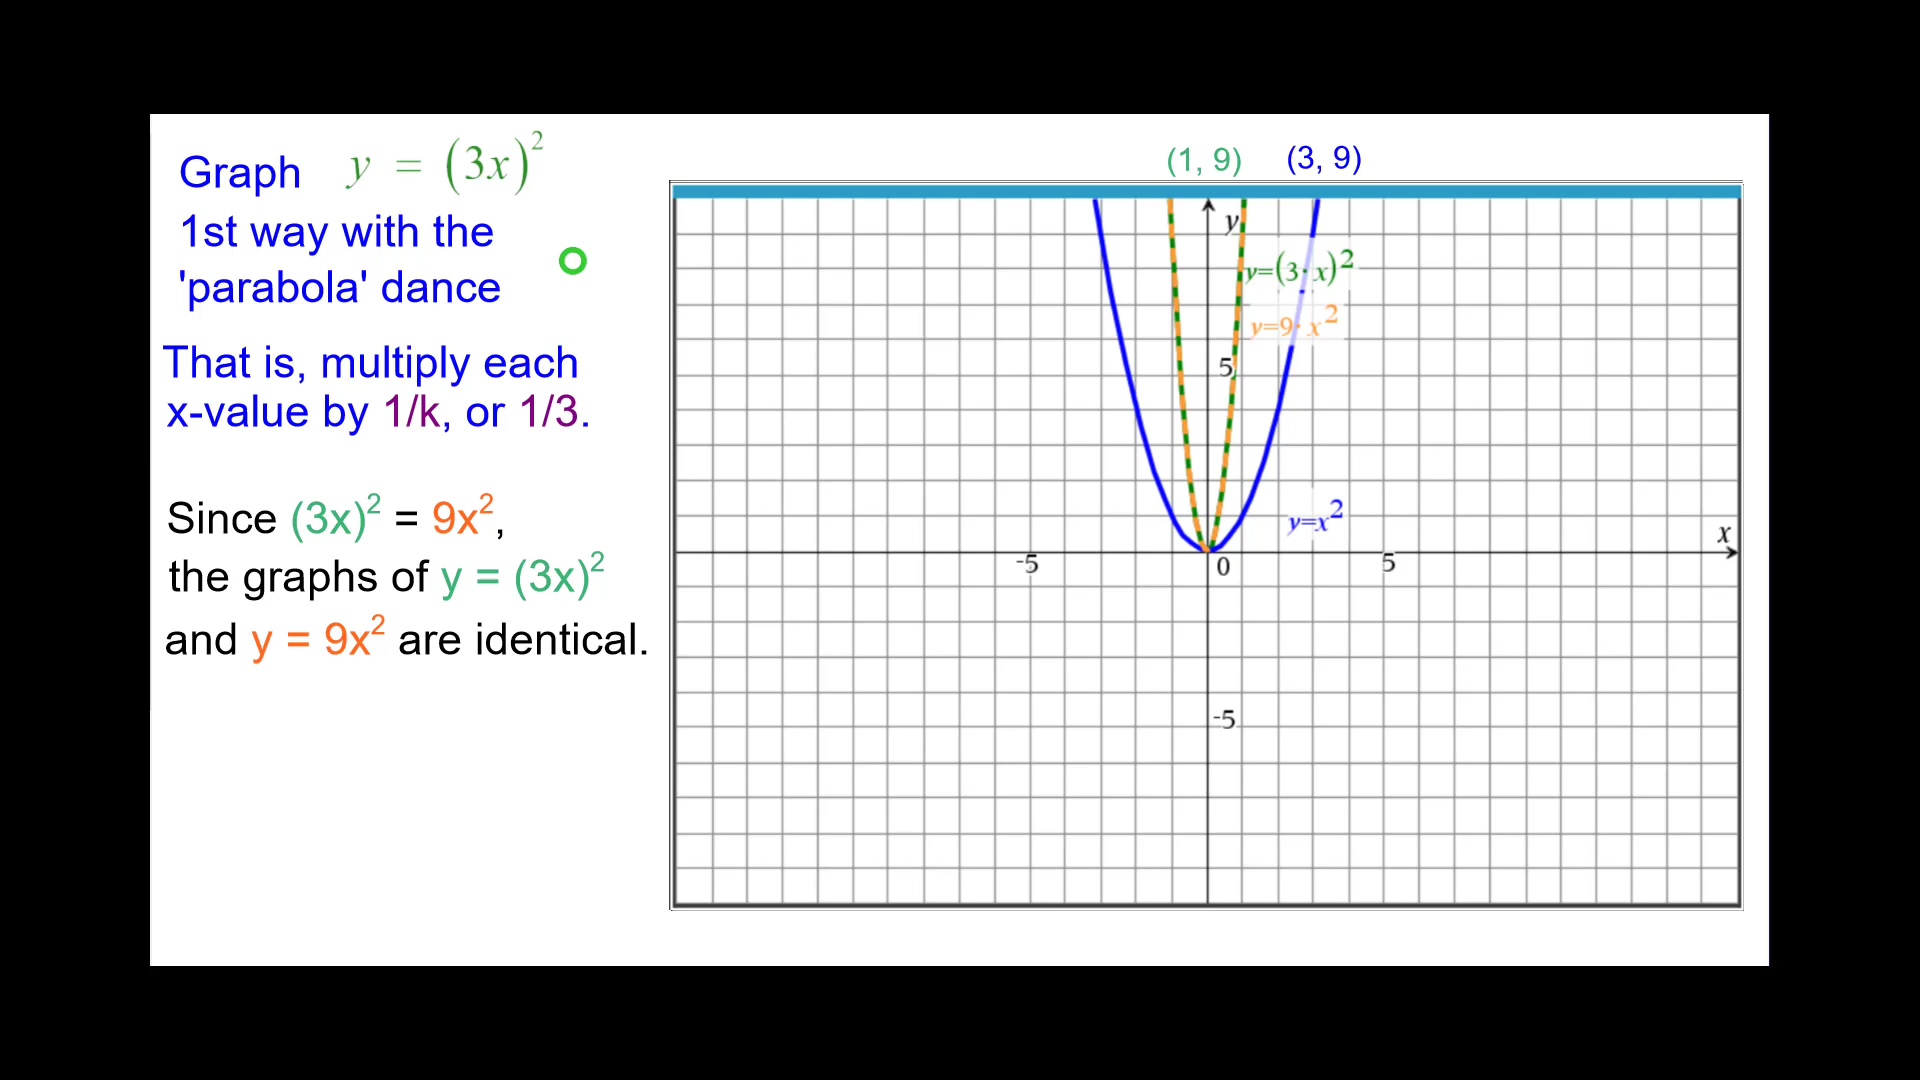 Graph y = (3x)²
1st way with the
'parabola' dance
That is, multiply each
x-value by 1/k, or 1/3.
Since (3x)² = 9x²,
the graphs of y = (3x)²
and y = 9x² are identical.
(1, 9) (3, 9)
y
y=(3·x)²
y=9·x²
5
y=x²
x
-5 0 5
-5